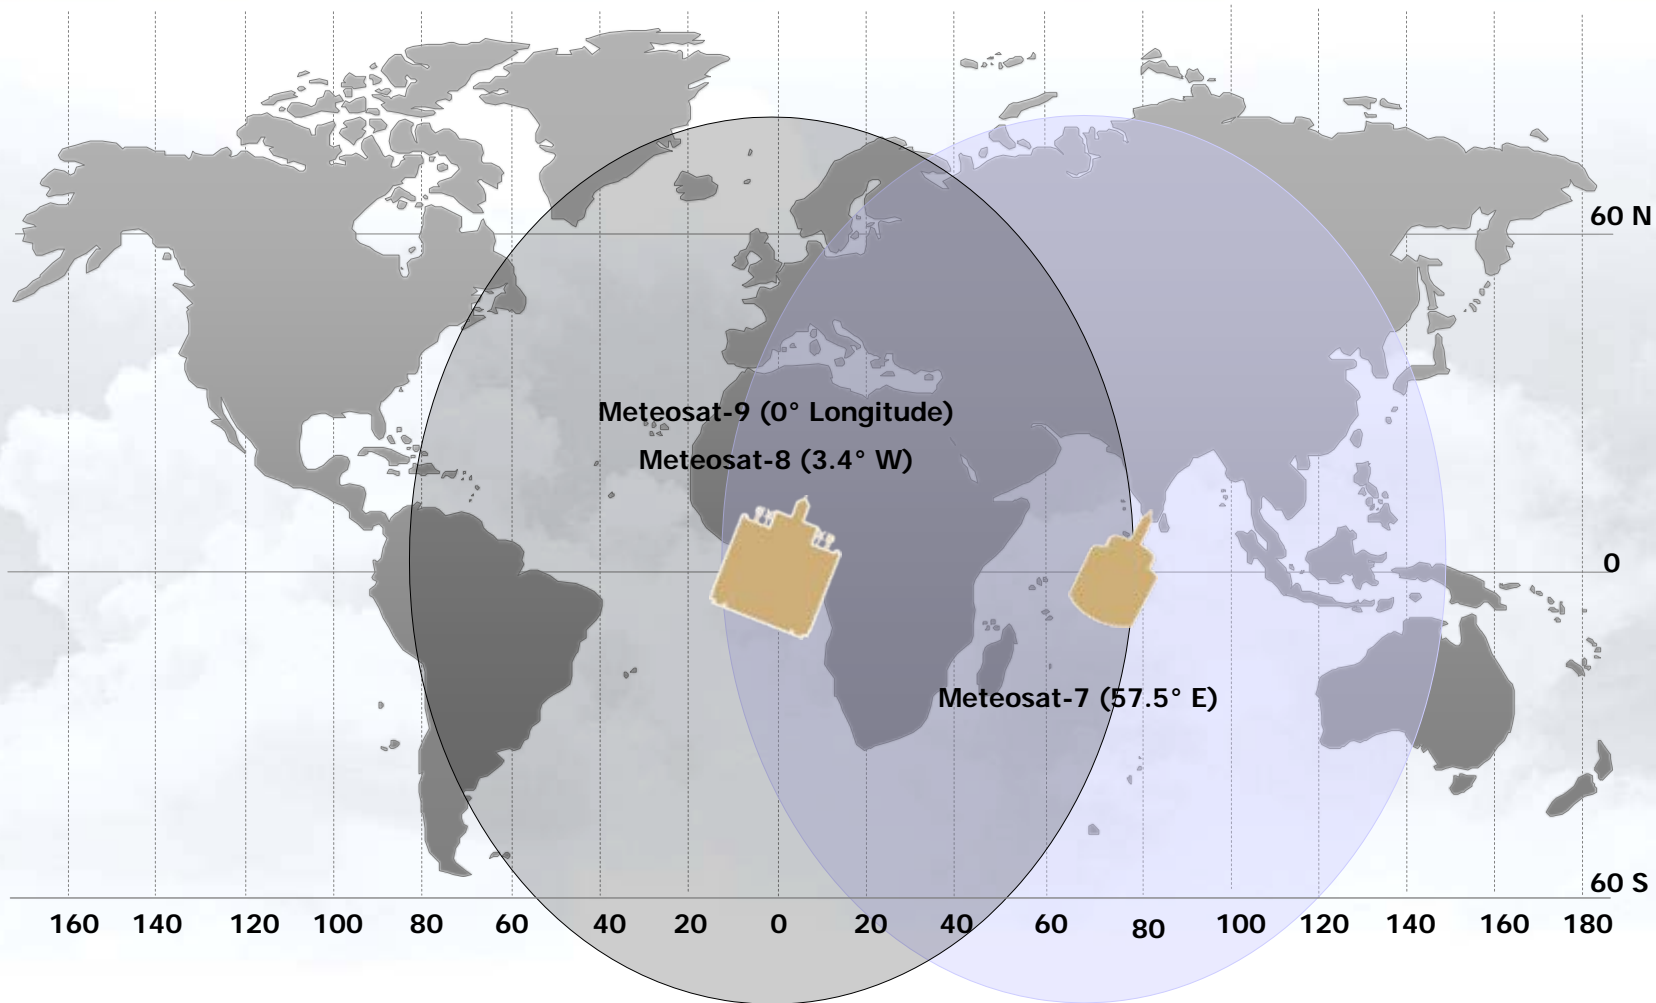 60 N
Meteosat-9 (0° Longitude)
Meteosat-8 (3.4° W)
0
Meteosat-7 (57.5° E)
60 S
160 140 120 100 80 60 40 20 0 20 40 60 80 100 120 140 160 180